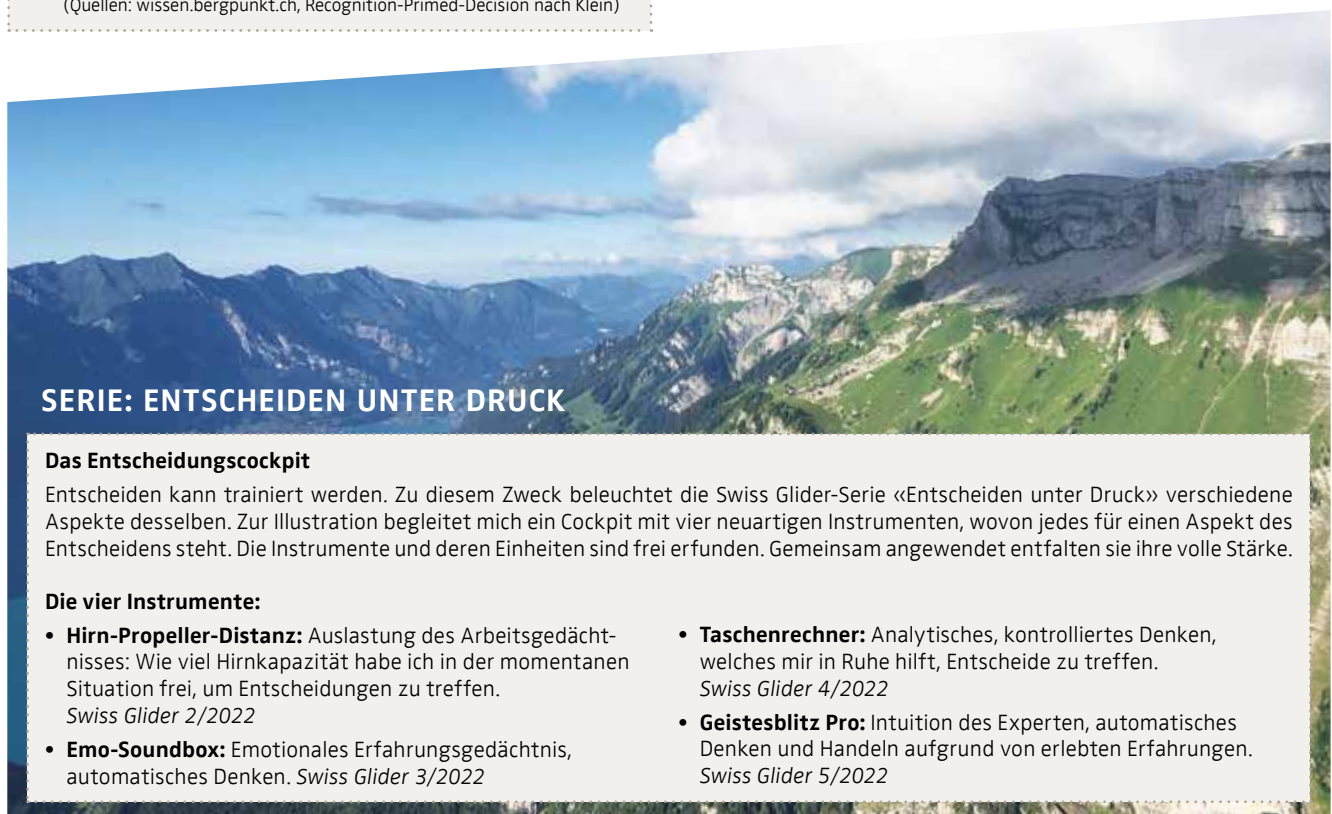 (Quellen: wissen.bergpunkt.ch, Recognition-Primed-Decision nach Klein)
SERIE: ENTSCHEIDEN UNTER DRUCK
Das Entscheidungscockpit
Entscheiden kann trainiert werden. Zu diesem Zweck beleuchtet die Swiss Glider-Serie «Entscheiden unter Druck» verschiedene
Aspekte desselben. Zur Illustration begleitet mich ein Cockpit mit vier neuartigen Instrumenten, wovon jedes für einen Aspekt des
Entscheidens steht. Die Instrumente und deren Einheiten sind frei erfunden. Gemeinsam angewendet entfalten sie ihre volle Stärke.
Die vier Instrumente:
• Hirn-Propeller-Distanz: Auslastung des Arbeitsgedächt-
nisses: Wie viel Hirnkapazität habe ich in der momentanen
Situation frei, um Entscheidungen zu treffen.
Swiss Glider 2/2022
• Emo-Soundbox: Emotionales Erfahrungsgedächtnis,
automatisches Denken. Swiss Glider 3/2022
• Taschenrechner: Analytisches, kontrolliertes Denken,
welches mir in Ruhe hilft, Entscheide zu treffen.
Swiss Glider 4/2022
• Geistesblitz Pro: Intuition des Experten, automatisches
Denken und Handeln aufgrund von erlebten Erfahrungen.
Swiss Glider 5/2022